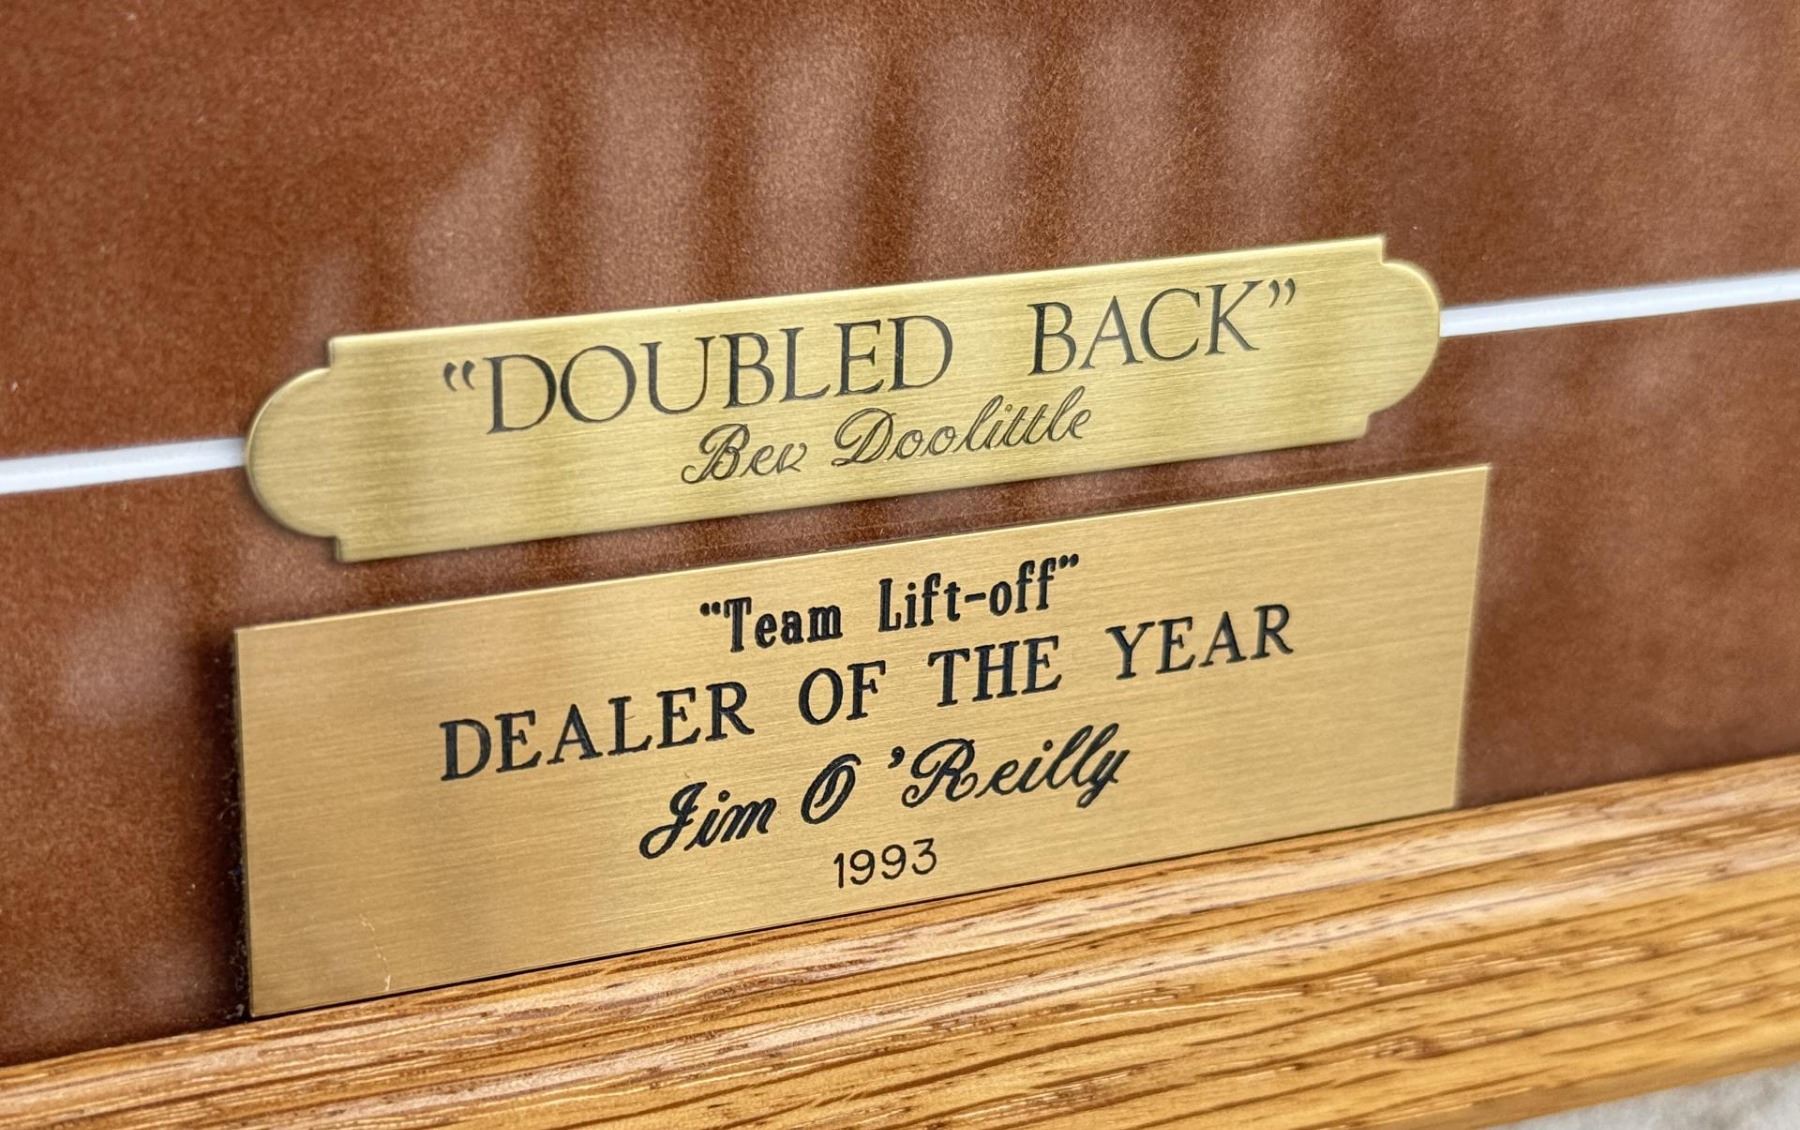 “DOUBLED BACK”
Bev Doolittle
“Team Lift-off”
DEALER OF THE YEAR
Jim O'Reilly
1993